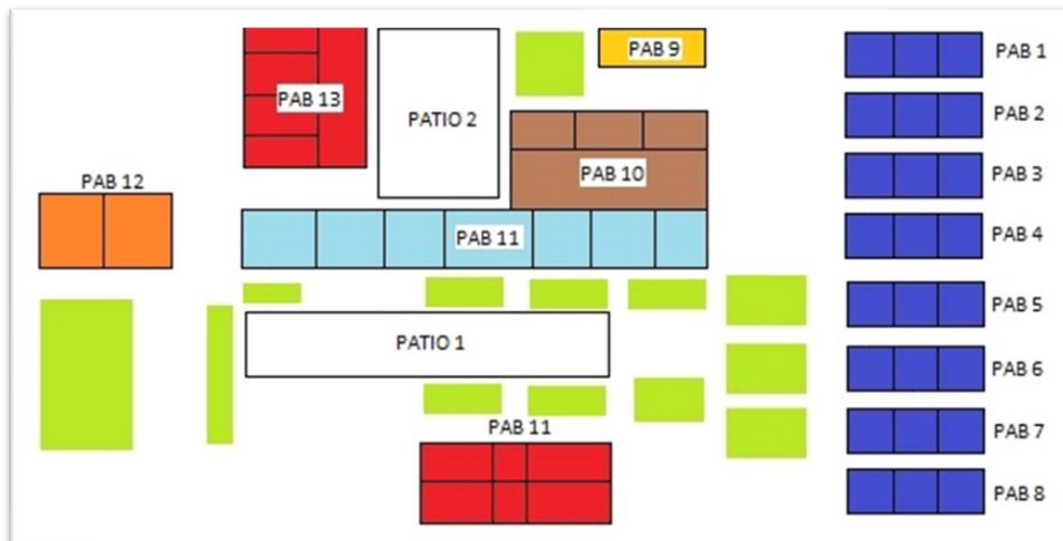 PAB 9
PAB 1
PAB 13
PATIO 2
PAB 2
PAB 10
PAB 3
PAB 12
PAB 11
PAB 4
PAB 5
PATIO 1
PAB 6
PAB 11
PAB 7
PAB 8